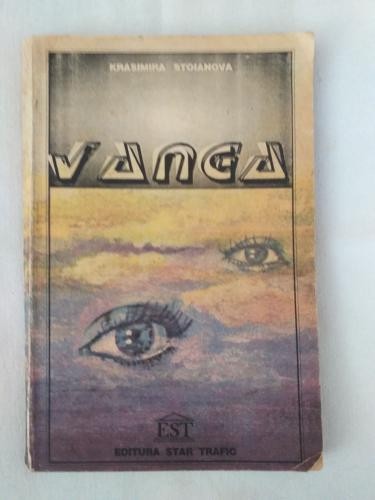 KRASIMIRA STOIANOVA
VANGA
EST
EDITURA STAR TRAFIC